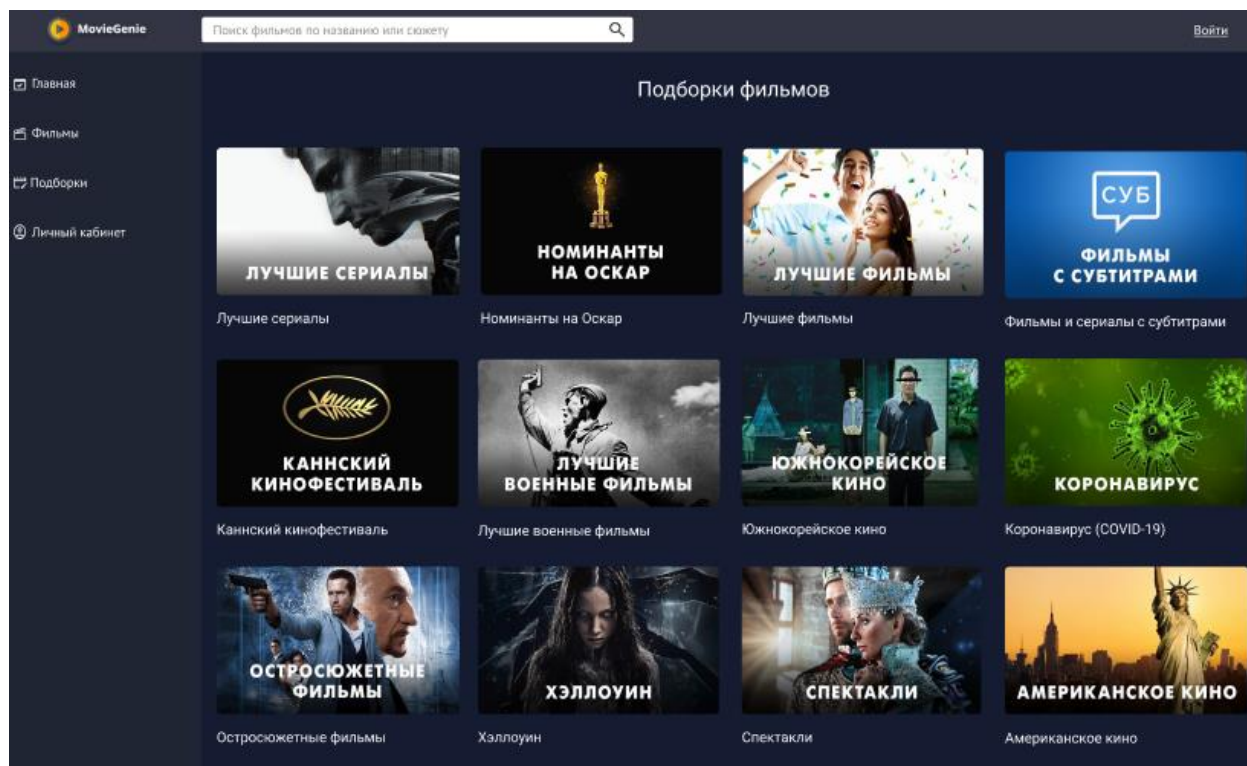 MovieGenie
Поиск фильмов по названию или сюжету
Войти
Главная
Фильмы
Подборки
Личный кабинет
Подборки фильмов
ЛУЧШИЕ СЕРИАЛЫ
Лучшие сериалы
НОМИНАНТЫ
НА ОСКАР
Номинанты на Оскар
ЛУЧШИЕ ФИЛЬМЫ
Лучшие фильмы
СУБ
ФИЛЬМЫ
С СУБТИТРАМИ
Фильмы и сериалы с субтитрами
КАННСКИЙ
КИНОФЕСТИВАЛЬ
Каннский кинофестиваль
ЛУЧШИЕ
ВОЕННЫЕ ФИЛЬМЫ
Лучшие военные фильмы
ЮЖНОКОРЕЙСКОЕ
КИНО
Южнокорейское кино
КОРОНАВИРУС
Коронавирус (COVID-19)
ОСТРОСЮЖЕТНЫЕ
ФИЛЬМЫ
Остросюжетные фильмы
ХЭЛЛОУИН
Хэллоуин
СПЕКТАКЛИ
Спектакли
АМЕРИКАНСКОЕ КИНО
Американское кино